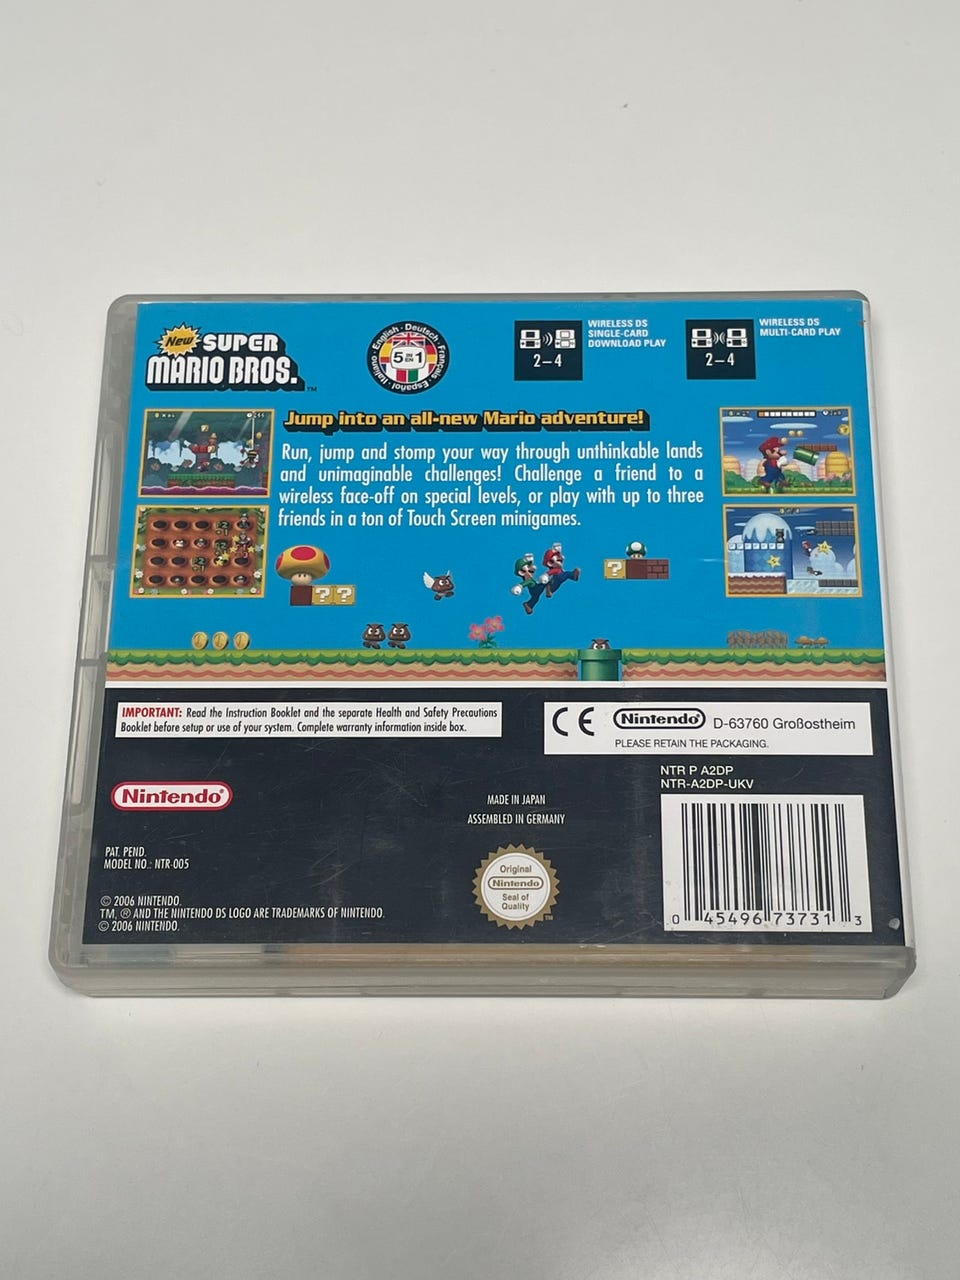 New SUPER
MARIO BROS.™
English · Deutsch · Français · Español · Italiano
5 IN EN 1
WIRELESS DS
SINGLE-CARD
DOWNLOAD PLAY
2–4
WIRELESS DS
MULTI-CARD PLAY
2–4
Jump into an all-new Mario adventure!
Run, jump and stomp your way through unthinkable lands
and unimaginable challenges! Challenge a friend to a
wireless face-off on special levels, or play with up to three
friends in a ton of Touch Screen minigames.
? ?
?
IMPORTANT: Read the Instruction Booklet and the separate Health and Safety Precautions
Booklet before setup or use of your system. Complete warranty information inside box.
CE Nintendo® D-63760 Großostheim
PLEASE RETAIN THE PACKAGING.
NTR P A2DP
NTR-A2DP-UKV
Nintendo®
MADE IN JAPAN
ASSEMBLED IN GERMANY
PAT. PEND.
MODEL NO.: NTR-005
Original
Nintendo
Seal of
Quality
TM
© 2006 NINTENDO.
TM, ® AND THE NINTENDO DS LOGO ARE TRADEMARKS OF NINTENDO.
© 2006 NINTENDO.
0 45496 73731 3